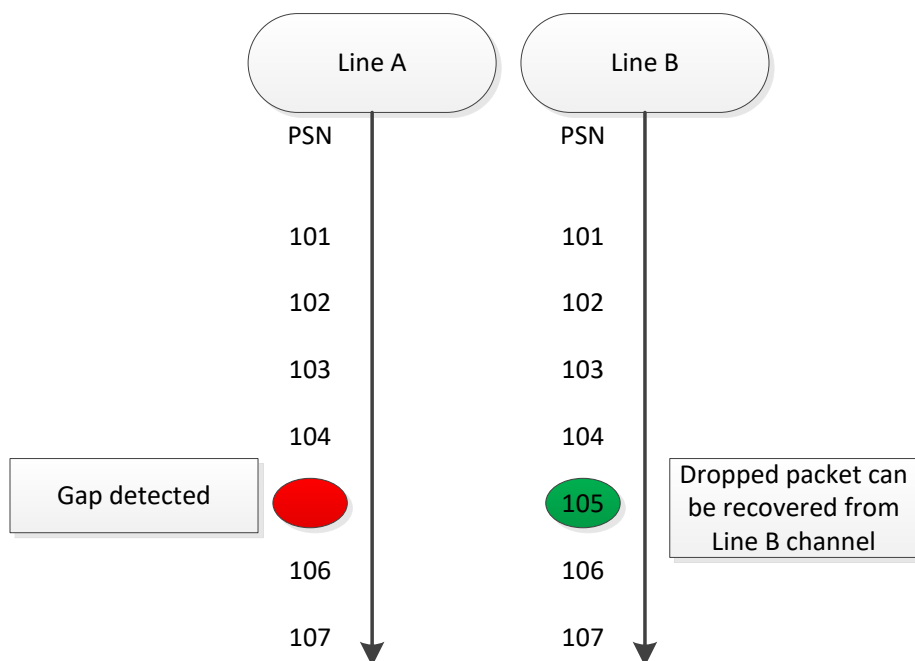 Line A
Line B
PSN
PSN
101
101
102
102
103
103
104
104
Gap detected
105
Dropped packet can
be recovered from
Line B channel
106
106
107
107